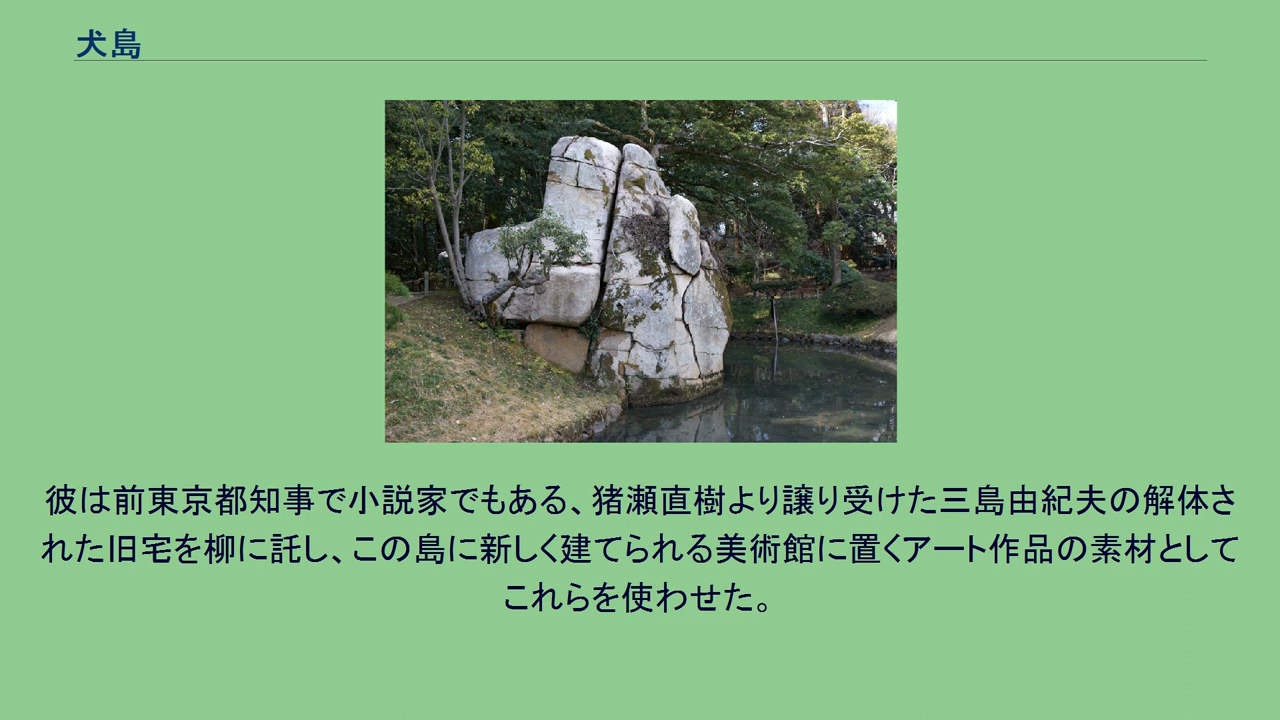 犬島
彼は前東京都知事で小説家でもある、猪瀬直樹より譲り受けた三島由紀夫の解体さ
れた旧宅を柳に託し、この島に新しく建てられる美術館に置くアート作品の素材として
これらを使わせた。